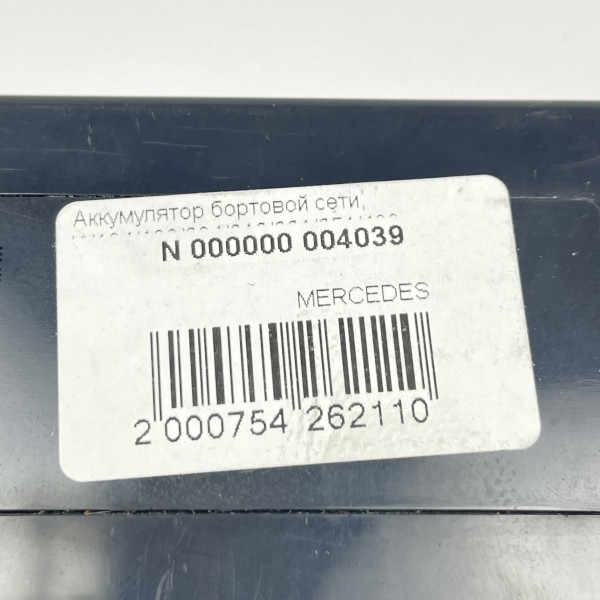 Аккумулятор бортовой сети,
N 000000 004039
MERCEDES
2 000754 262110